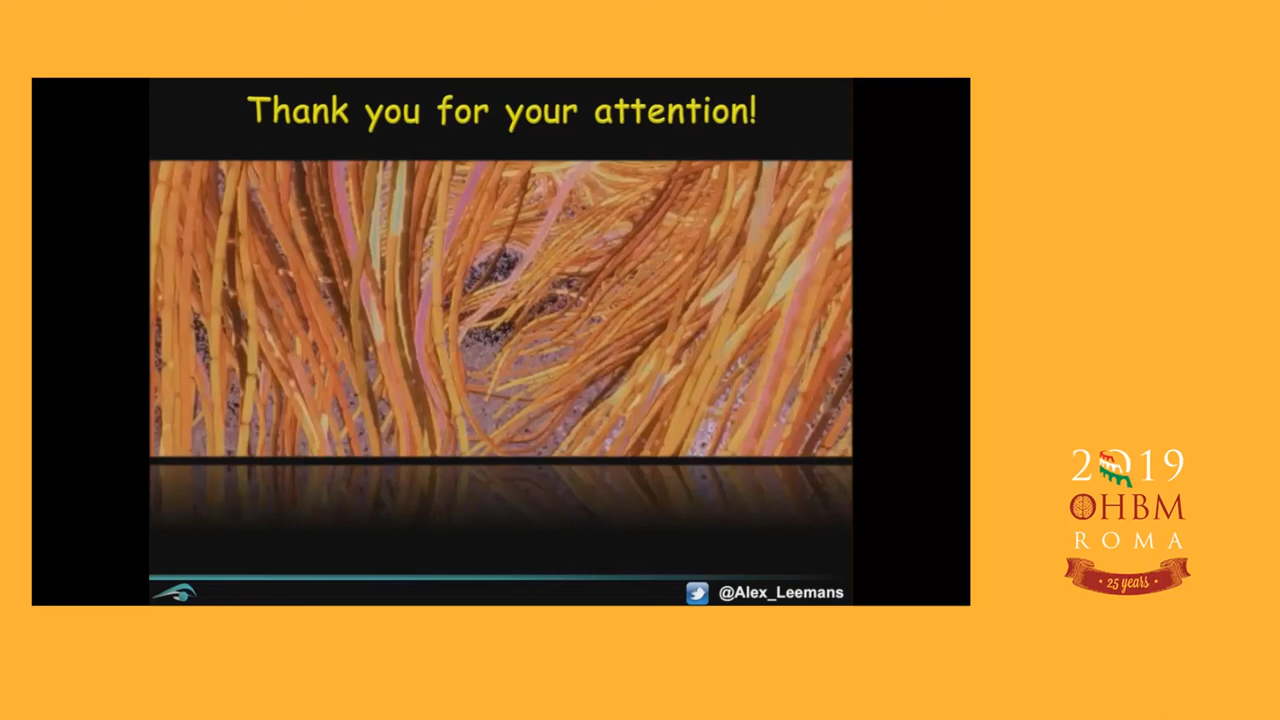 Thank you for your attention!
@Alex_Leemans
2019
OHBM
ROMA
• 25 years •